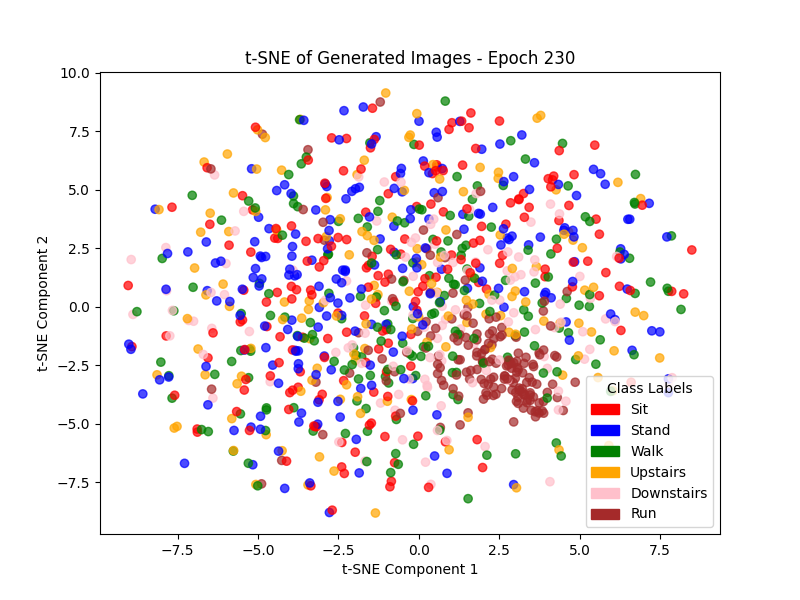 t-SNE of Generated Images - Epoch 230
t-SNE Component 2
10.0
7.5
5.0
2.5
0.0
−2.5
−5.0
−7.5
−7.5
−5.0
−2.5
0.0
2.5
5.0
7.5
t-SNE Component 1
Class Labels
Sit
Stand
Walk
Upstairs
Downstairs
Run